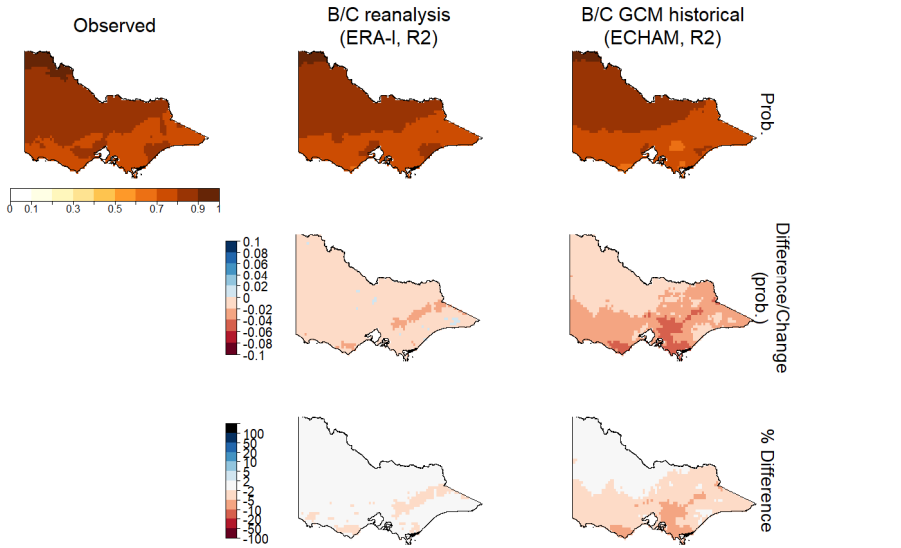 Observed
B/C reanalysis
(ERA-I, R2)
B/C GCM historical
(ECHAM, R2)
Prob.
0 0.1 0.3 0.5 0.7 0.9 1
0.1
0.08
0.06
0.04
0.02
0
-0.02
-0.04
-0.06
-0.08
-0.1
Difference/Change
(prob.)
100
50
20
10
5
2
-2
-5
-10
-20
-50
-100
% Difference